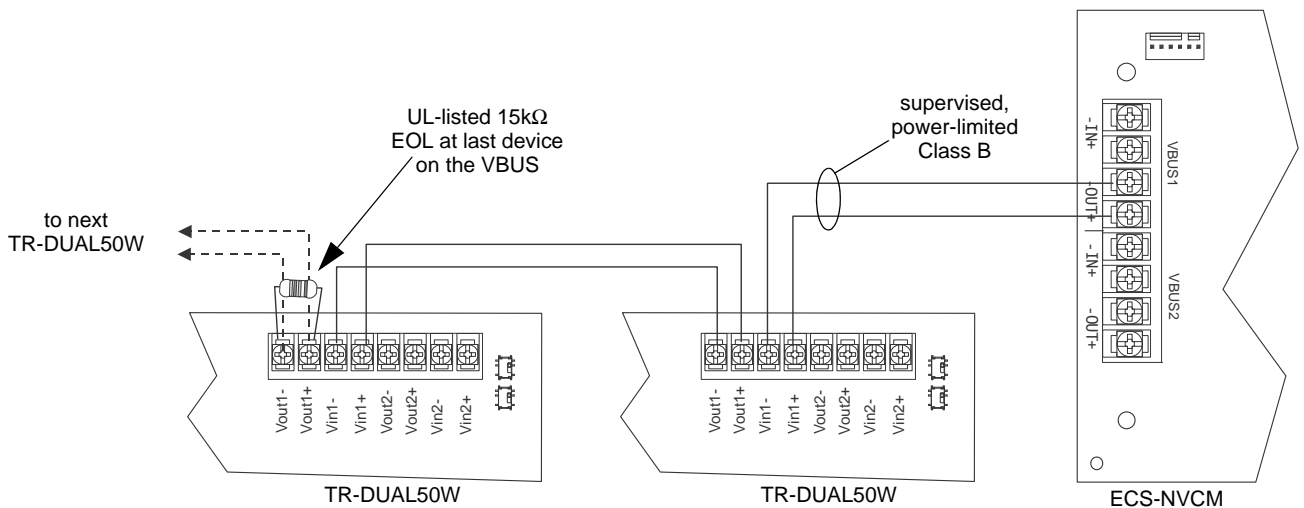 UL-listed 15kΩ
EOL at last device
on the VBUS
supervised,
power-limited
Class B
to next
TR-DUAL50W
- IN+
-OUT+
- IN+
-OUT+
VBUS1
VBUS2
Vout1-
Vout1+
Vin1-
Vin1+
Vout2-
Vout2+
Vin2-
Vin2+
Vout1-
Vout1+
Vin1-
Vin1+
Vout2-
Vout2+
Vin2-
Vin2+
TR-DUAL50W
TR-DUAL50W
ECS-NVCM